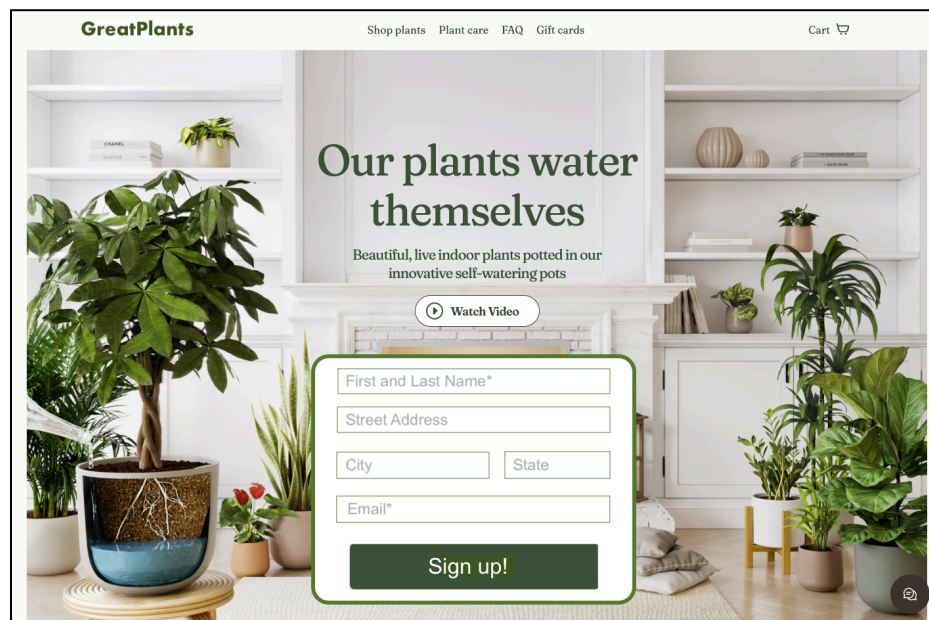 GreatPlants
Shop plants Plant care FAQ Gift cards
Cart
CHANEL
Our plants water
themselves
Beautiful, live indoor plants potted in our
innovative self-watering pots
Watch Video
First and Last Name*
Street Address
City State
Email*
Sign up!